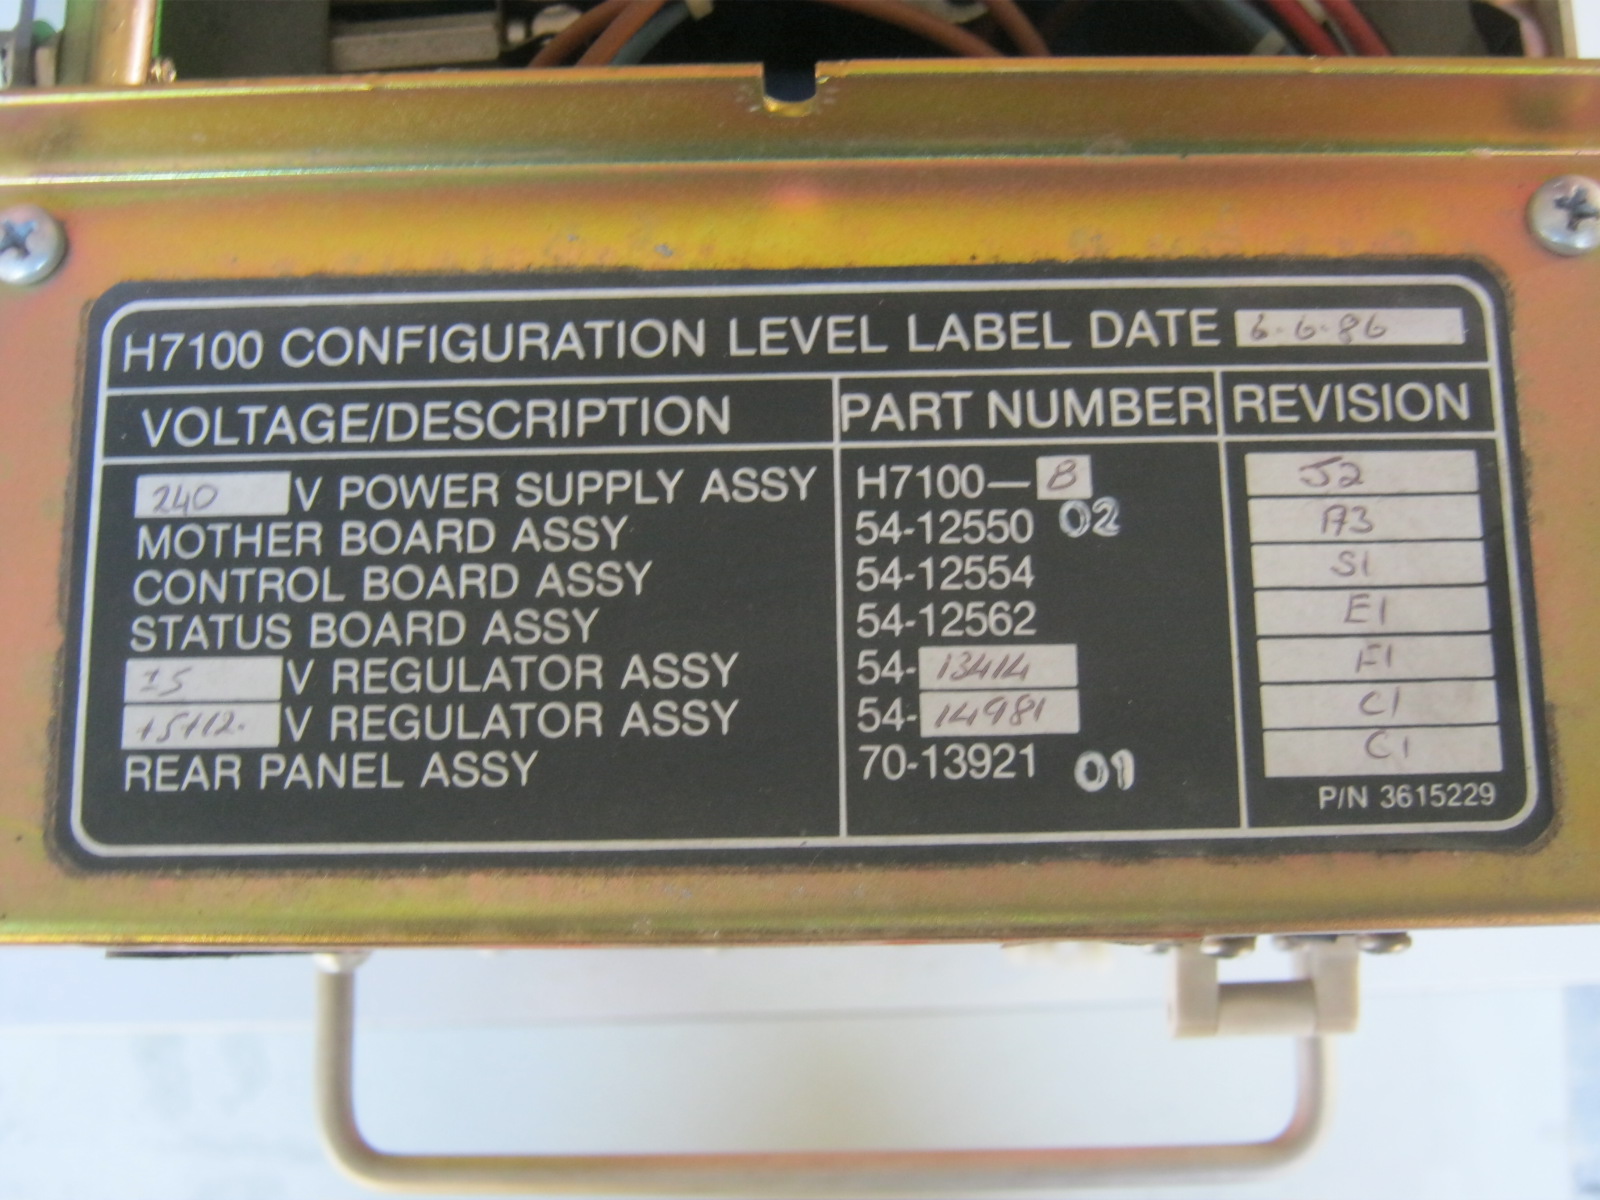 H7100 CONFIGURATION LEVEL LABEL DATE 6·6·86
VOLTAGE/DESCRIPTION PART NUMBER REVISION
240 V POWER SUPPLY ASSY H7100— B J2
MOTHER BOARD ASSY 54-12550 02 A3
CONTROL BOARD ASSY 54-12554 S1
STATUS BOARD ASSY 54-12562 E1
15 V REGULATOR ASSY 54- 13414 F1
V REGULATOR ASSY 54- 14981 C1
REAR PANEL ASSY 70-13921 01 C1
P/N 3615229